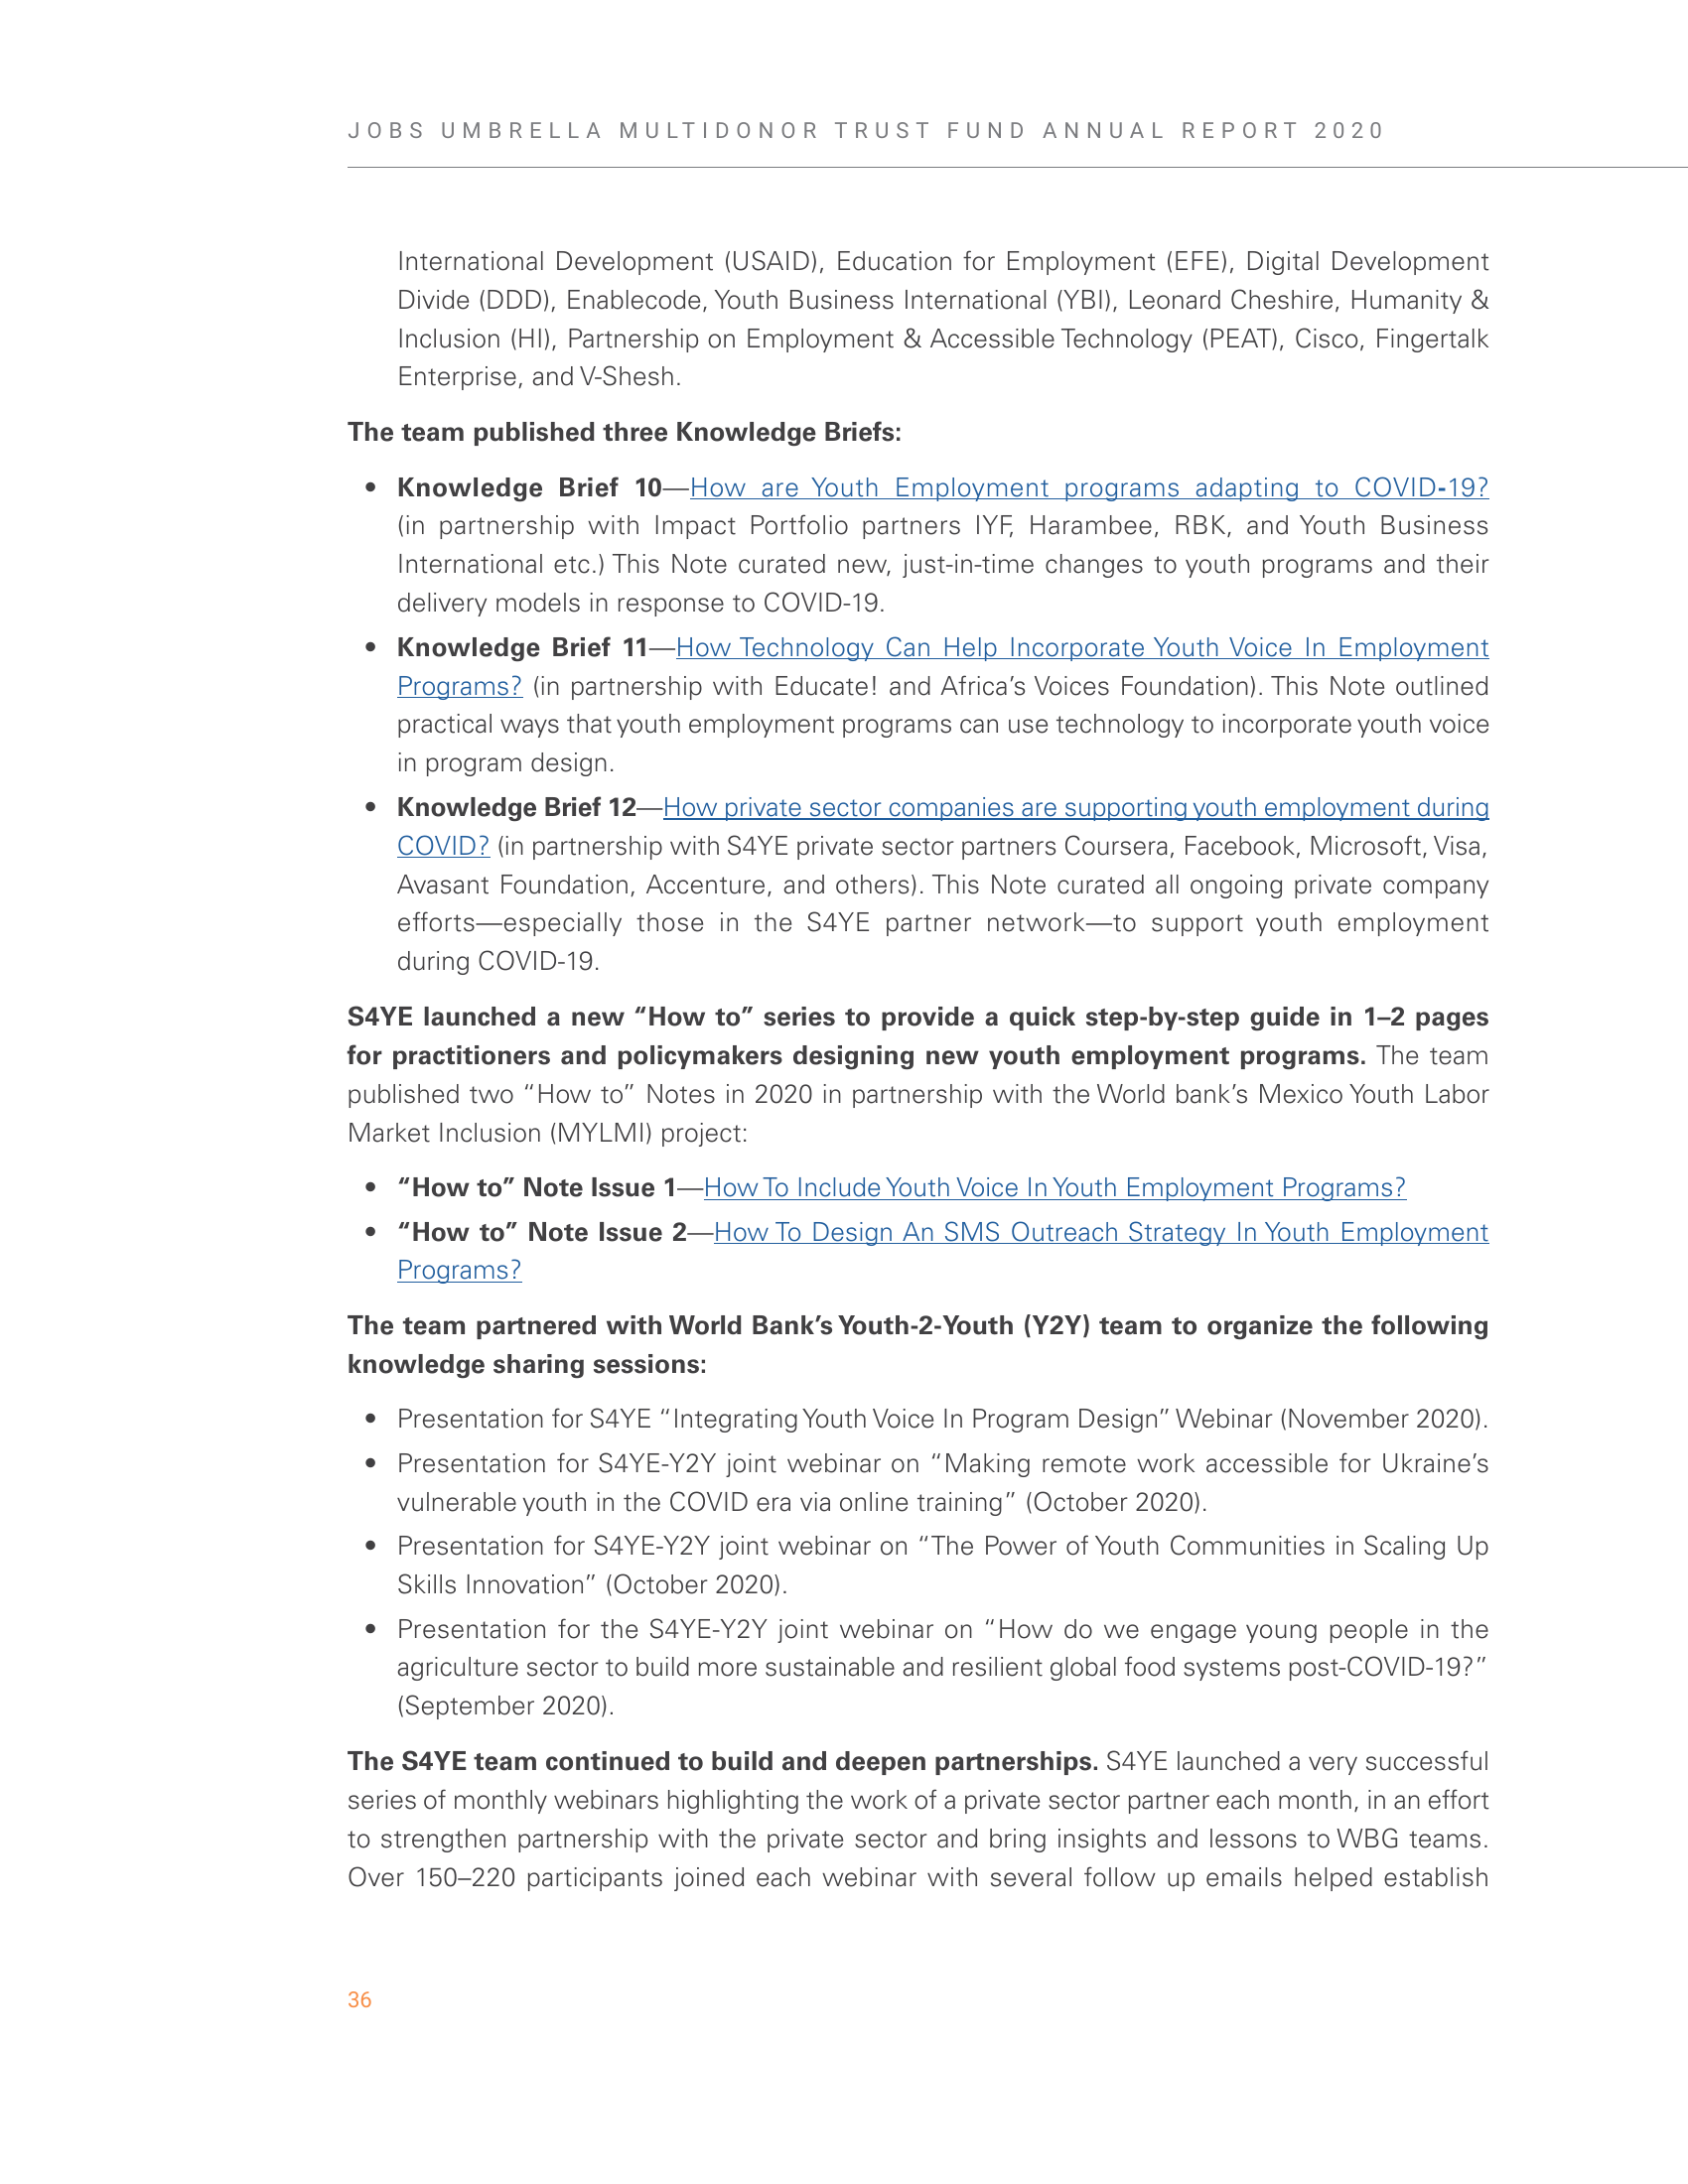 JOBS UMBRELLA MULTIDONOR TRUST FUND ANNUAL REPORT 2020
International Development (USAID), Education for Employment (EFE), Digital Development
Divide (DDD), Enablecode, Youth Business International (YBI), Leonard Cheshire, Humanity &
Inclusion (HI), Partnership on Employment & Accessible Technology (PEAT), Cisco, Fingertalk
Enterprise, and V-Shesh.
The team published three Knowledge Briefs:
• Knowledge Brief 10—How are Youth Employment programs adapting to COVID-19?
(in partnership with Impact Portfolio partners IYF, Harambee, RBK, and Youth Business
International etc.) This Note curated new, just-in-time changes to youth programs and their
delivery models in response to COVID-19.
• Knowledge Brief 11—How Technology Can Help Incorporate Youth Voice In Employment
Programs? (in partnership with Educate! and Africa’s Voices Foundation). This Note outlined
practical ways that youth employment programs can use technology to incorporate youth voice
in program design.
• Knowledge Brief 12—How private sector companies are supporting youth employment during
COVID? (in partnership with S4YE private sector partners Coursera, Facebook, Microsoft, Visa,
Avasant Foundation, Accenture, and others). This Note curated all ongoing private company
efforts—especially those in the S4YE partner network—to support youth employment
during COVID-19.
S4YE launched a new “How to” series to provide a quick step-by-step guide in 1–2 pages
for practitioners and policymakers designing new youth employment programs. The team
published two “How to” Notes in 2020 in partnership with the World bank’s Mexico Youth Labor
Market Inclusion (MYLMI) project:
• “How to” Note Issue 1—How To Include Youth Voice In Youth Employment Programs?
• “How to” Note Issue 2—How To Design An SMS Outreach Strategy In Youth Employment
Programs?
The team partnered with World Bank’s Youth-2-Youth (Y2Y) team to organize the following
knowledge sharing sessions:
• Presentation for S4YE “Integrating Youth Voice In Program Design” Webinar (November 2020).
• Presentation for S4YE-Y2Y joint webinar on “Making remote work accessible for Ukraine’s
vulnerable youth in the COVID era via online training” (October 2020).
• Presentation for S4YE-Y2Y joint webinar on “The Power of Youth Communities in Scaling Up
Skills Innovation” (October 2020).
• Presentation for the S4YE-Y2Y joint webinar on “How do we engage young people in the
agriculture sector to build more sustainable and resilient global food systems post-COVID-19?”
(September 2020).
The S4YE team continued to build and deepen partnerships. S4YE launched a very successful
series of monthly webinars highlighting the work of a private sector partner each month, in an effort
to strengthen partnership with the private sector and bring insights and lessons to WBG teams.
Over 150–220 participants joined each webinar with several follow up emails helped establish
36